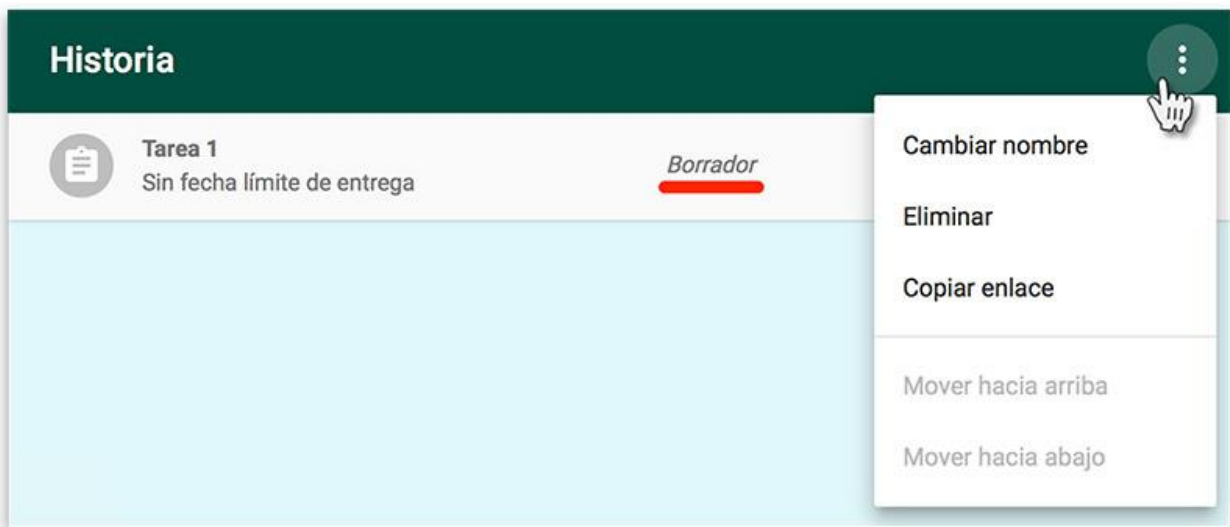 Historia
Tarea 1
Sin fecha límite de entrega
Borrador
Cambiar nombre
Eliminar
Copiar enlace
Mover hacia arriba
Mover hacia abajo